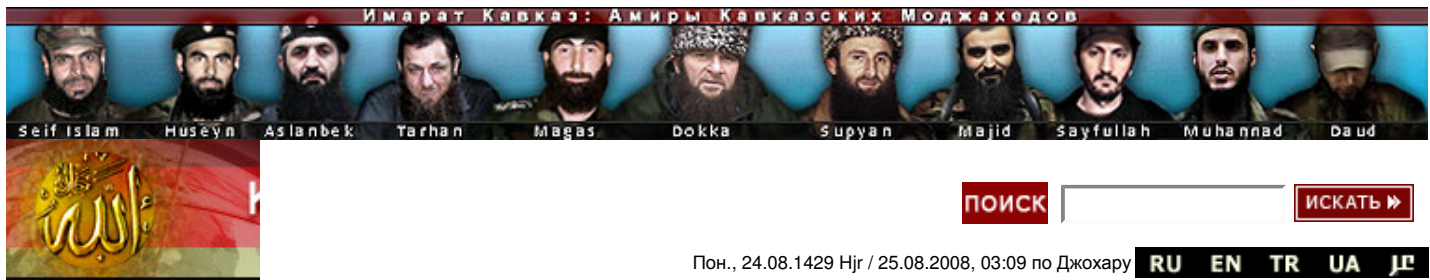 Имарат Кавказ: Амиры Кавказских Моджахедов
Seif Islam Huseyn Aslanbek Tarhan Magas Dokka Supyan Majid Sayfullah Muhannad Daud
الله
ПОИСК ИСКАТЬ
Пон., 24.08.1429 Hjr / 25.08.2008, 03:09 по Джохару RU EN TR UA